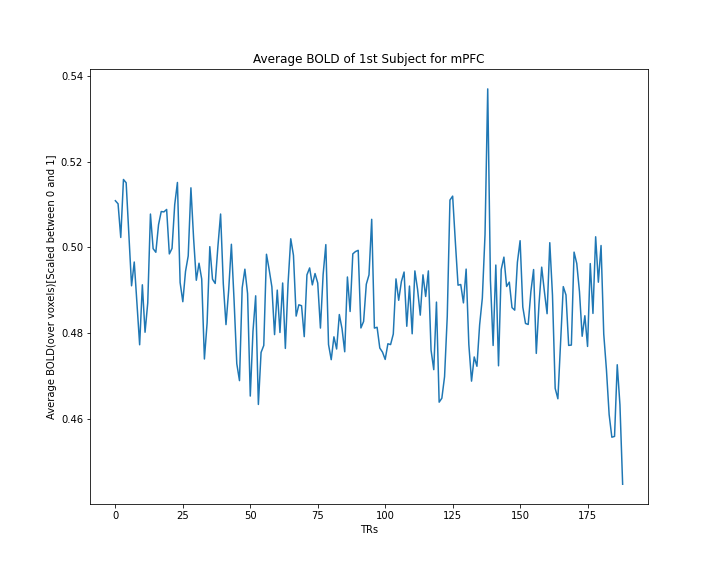 Average BOLD of 1st Subject for mPFC
Average BOLD(over voxels)[Scaled between 0 and 1]
0.54
0.52
0.50
0.48
0.46
0 25 50 75 100 125 150 175
TRs